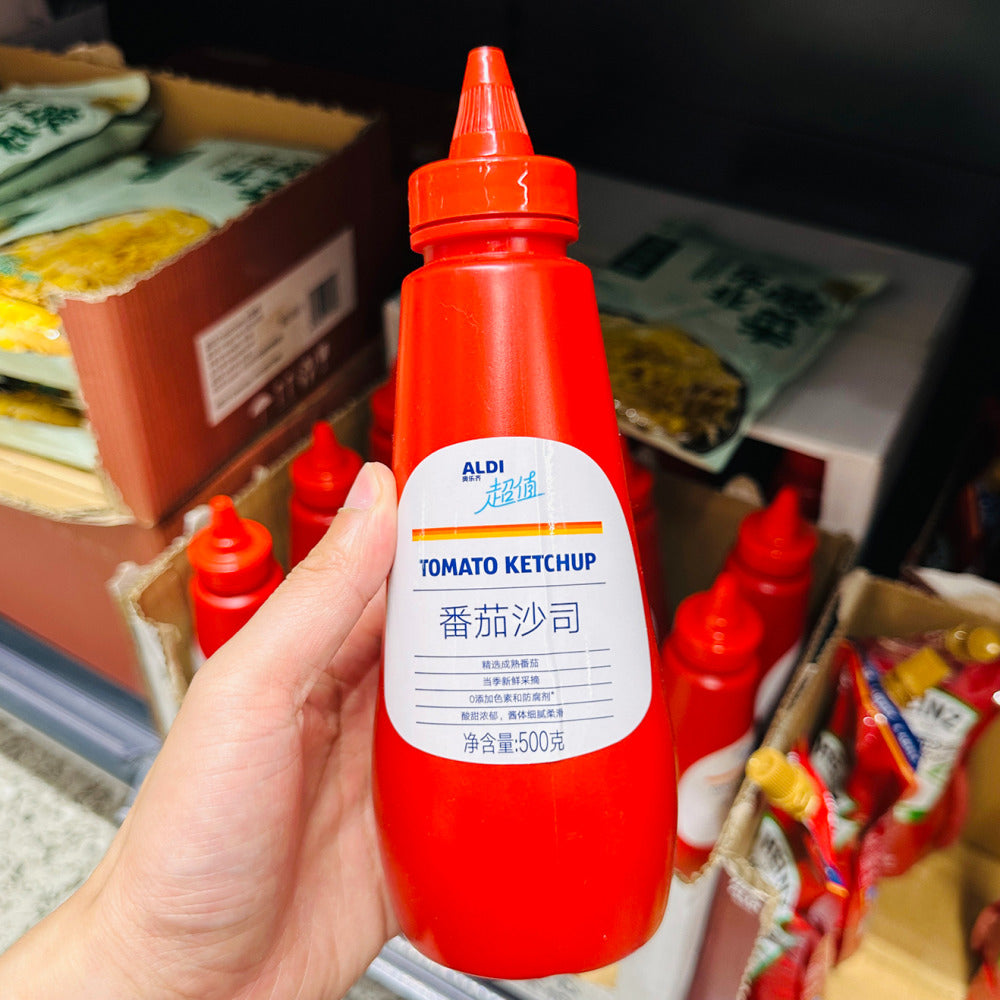 ALDI
奥乐齐
超值
TOMATO KETCHUP
番茄沙司
精选成熟番茄
当季新鲜采摘
0添加色素和防腐剂*
酸甜浓郁，酱体细腻柔滑
净含量:500克